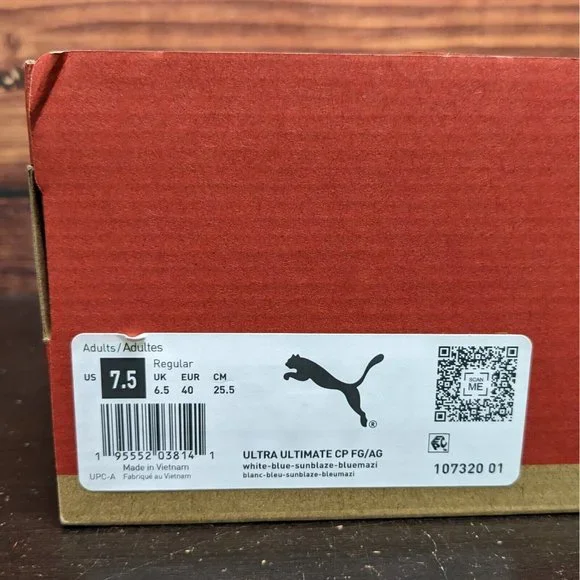 Adults/Adultes
Regular
US 7.5 UK EUR CM
6.5 40 25.5
1 95552 03814 1
Made in Vietnam
UPC-A Fabriqué au Vietnam
®
ULTRA ULTIMATE CP FG/AG
white-blue-sunblaze-bluemazi
blanc-bleu-sunblaze-bleumazi
SCAN
ME
107320 01